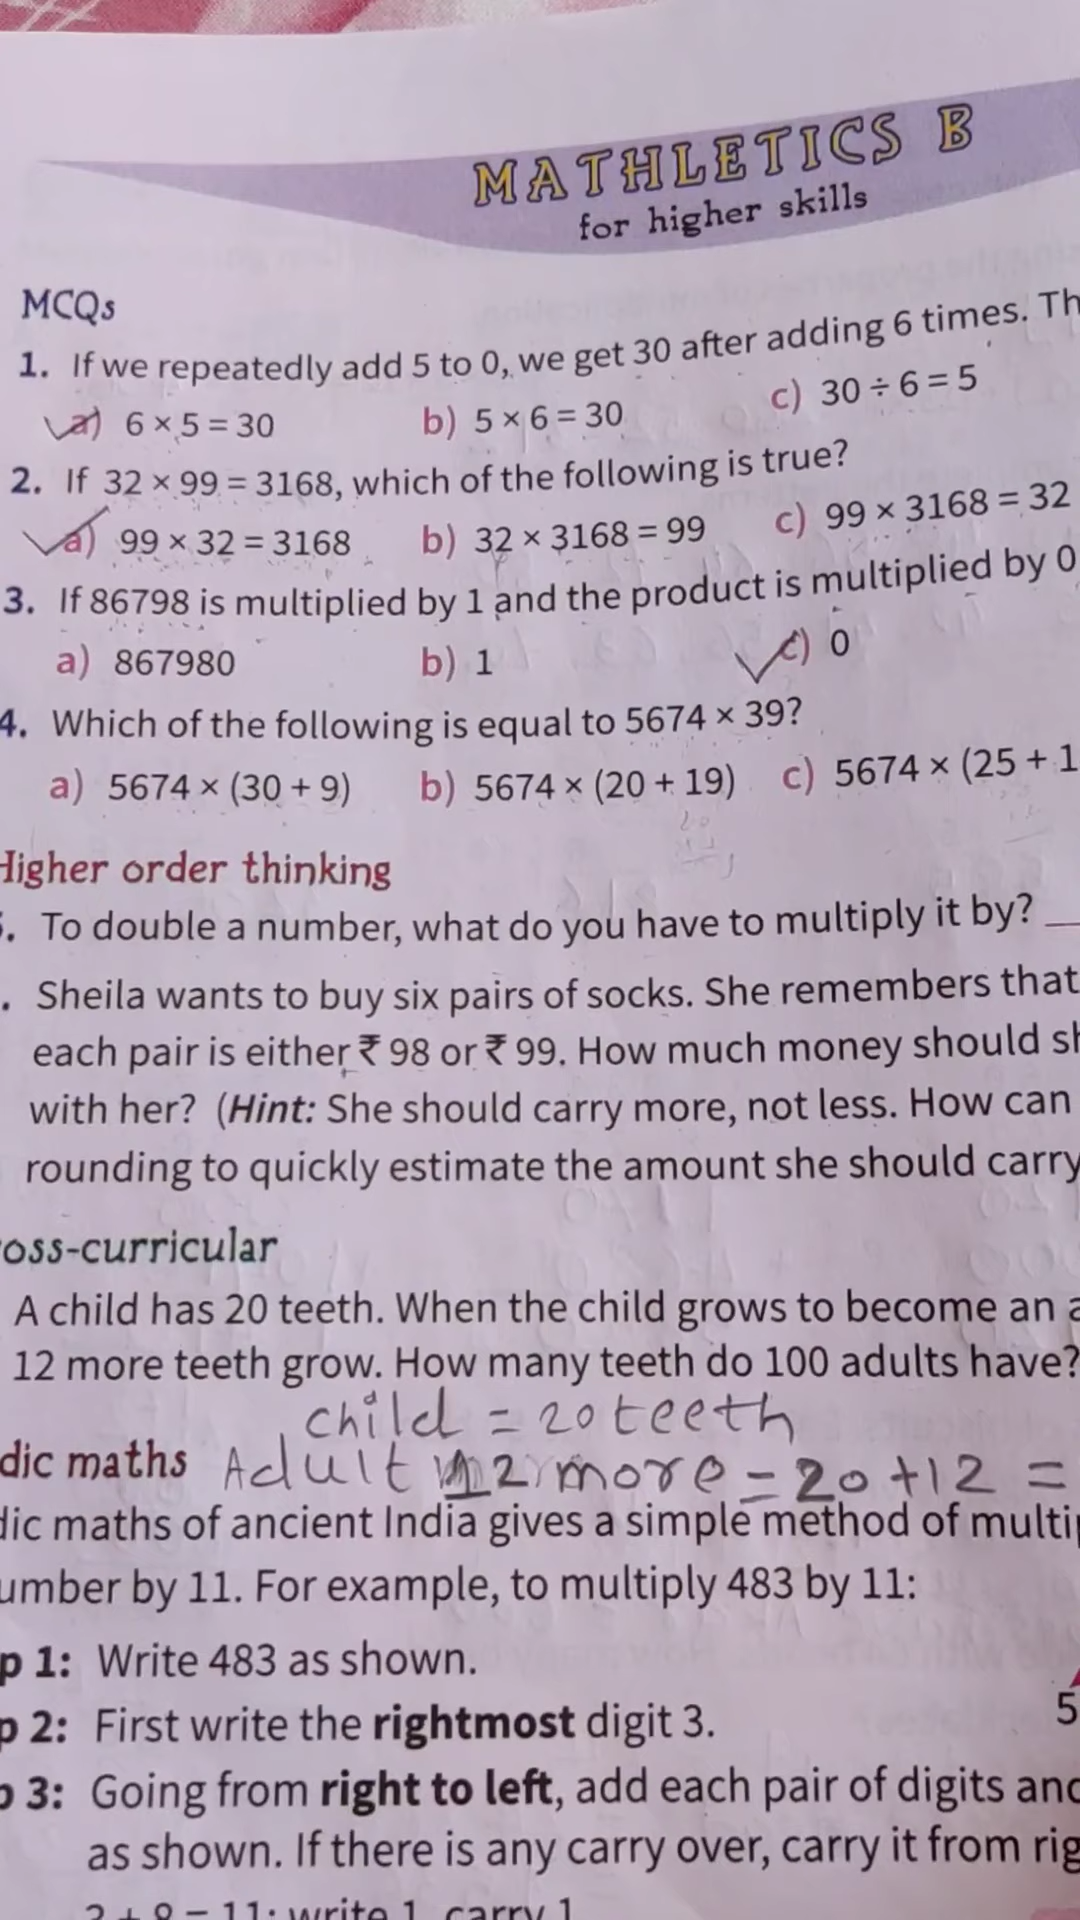 MATHLETICS B
for higher skills
MCQs
1. If we repeatedly add 5 to 0, we get 30 after adding 6 times. Th
a) 6 × 5 = 30 b) 5 × 6 = 30 c) 30 ÷ 6 = 5
2. If 32 × 99 = 3168, which of the following is true?
a) 99 × 32 = 3168 b) 32 × 3168 = 99 c) 99 × 3168 = 32
3. If 86798 is multiplied by 1 and the product is multiplied by 0
a) 867980 b) 1 c) 0
4. Which of the following is equal to 5674 × 39?
a) 5674 × (30 + 9) b) 5674 × (20 + 19) c) 5674 × (25 + 1
Higher order thinking
. To double a number, what do you have to multiply it by?
. Sheila wants to buy six pairs of socks. She remembers that
each pair is either ₹ 98 or ₹ 99. How much money should sh
with her? (Hint: She should carry more, not less. How can
rounding to quickly estimate the amount she should carry
oss-curricular
A child has 20 teeth. When the child grows to become an a
12 more teeth grow. How many teeth do 100 adults have?
child = 20 teeth
dic maths Adult 12 more = 20 + 12 =
dic maths of ancient India gives a simple method of multip
umber by 11. For example, to multiply 483 by 11:
p 1: Write 483 as shown.
p 2: First write the rightmost digit 3. 5
p 3: Going from right to left, add each pair of digits and
as shown. If there is any carry over, carry it from rig
= 11: write 1, carry 1